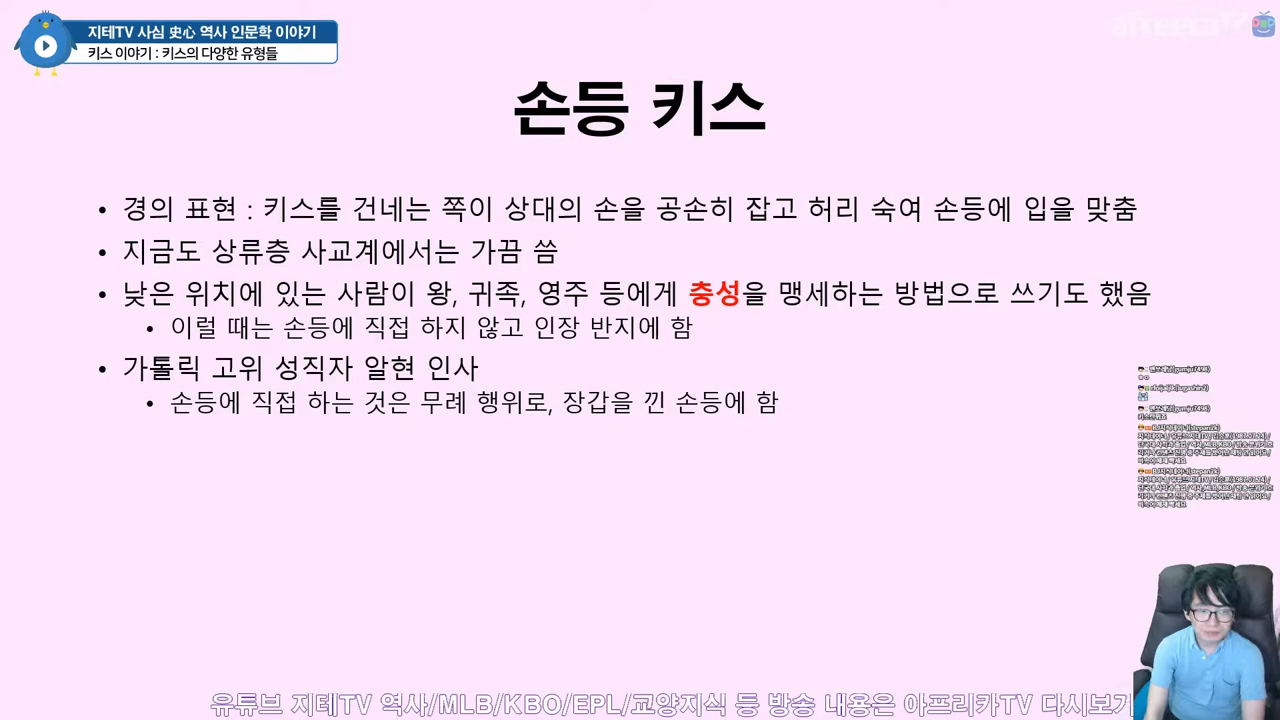 지테TV 사심 史心 역사 인문학 이야기
키스 이야기 : 키스의 다양한 유형들
afreecaTV
손등 키스
• 경의 표현 : 키스를 건네는 쪽이 상대의 손을 공손히 잡고 허리 숙여 손등에 입을 맞춤
• 지금도 상류층 사교계에서는 가끔 씀
• 낮은 위치에 있는 사람이 왕, 귀족, 영주 등에게 충성을 맹세하는 방법으로 쓰기도 했음
• 이럴 때는 손등에 직접 하지 않고 인장 반지에 함
• 가톨릭 고위 성직자 알현 인사
• 손등에 직접 하는 것은 무례 행위로, 장갑을 낀 손등에 함
유튜브 지테TV 역사/MLB/KBO/EPL/교양지식 등 방송 내용은 아프리카TV 다시보기